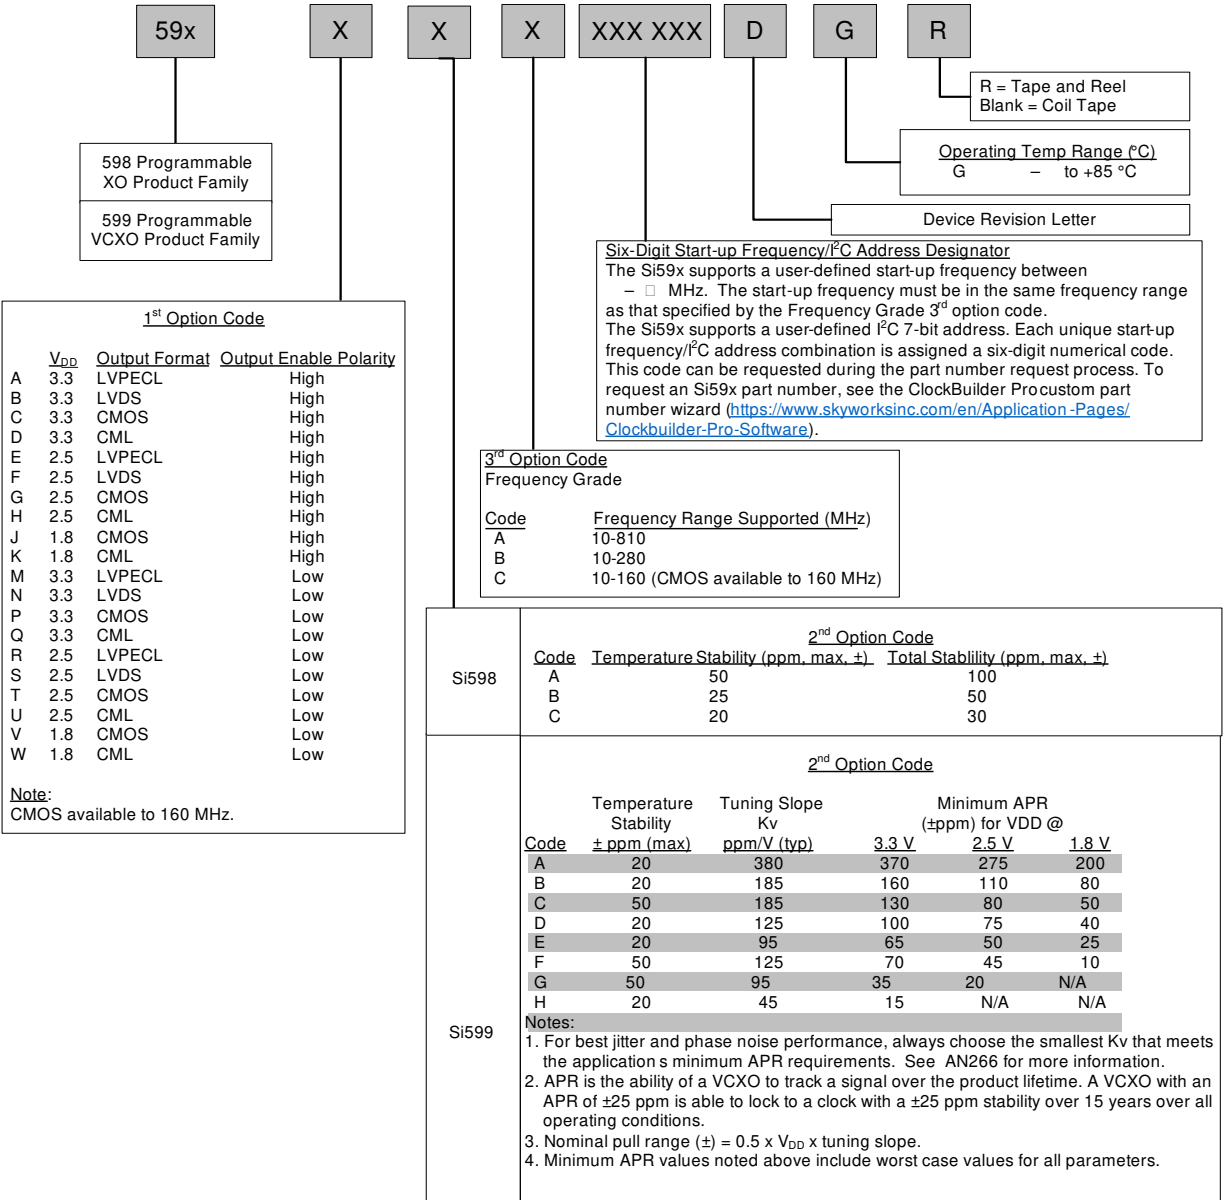 59x X X X XXX XXX D G R
R = Tape and Reel
Blank = Coil Tape
Operating Temp Range (°C)
G – to +85 °C
Device Revision Letter
598 Programmable
XO Product Family
599 Programmable
VCXO Product Family
Six-Digit Start-up Frequency/I²C Address Designator
The Si59x supports a user-defined start-up frequency between
– □ MHz. The start-up frequency must be in the same frequency range
as that specified by the Frequency Grade 3rd option code.
The Si59x supports a user-defined I²C 7-bit address. Each unique start-up
frequency/I²C address combination is assigned a six-digit numerical code.
This code can be requested during the part number request process. To
request an Si59x part number, see the ClockBuilder Procustom part
number wizard (https://www.skyworksinc.com/en/Application-Pages/
Clockbuilder-Pro-Software).
1st Option Code
VDD Output Format Output Enable Polarity
A 3.3 LVPECL High
B 3.3 LVDS High
C 3.3 CMOS High
D 3.3 CML High
E 2.5 LVPECL High
F 2.5 LVDS High
G 2.5 CMOS High
H 2.5 CML High
J 1.8 CMOS High
K 1.8 CML High
M 3.3 LVPECL Low
N 3.3 LVDS Low
P 3.3 CMOS Low
Q 3.3 CML Low
R 2.5 LVPECL Low
S 2.5 LVDS Low
T 2.5 CMOS Low
U 2.5 CML Low
V 1.8 CMOS Low
W 1.8 CML Low
Note:
CMOS available to 160 MHz.
3rd Option Code
Frequency Grade
Code Frequency Range Supported (MHz)
A 10-810
B 10-280
C 10-160 (CMOS available to 160 MHz)
Si598
2nd Option Code
Code Temperature Stability (ppm, max, ±) Total Stablility (ppm, max, ±)
A 50 100
B 25 50
C 20 30
Si599
2nd Option Code
Temperature Tuning Slope Minimum APR
Stability Kv (±ppm) for VDD @
Code ± ppm (max) ppm/V (typ) 3.3 V 2.5 V 1.8 V
A 20 380 370 275 200
B 20 185 160 110 80
C 50 185 130 80 50
D 20 125 100 75 40
E 20 95 65 50 25
F 50 125 70 45 10
G 50 95 35 20 N/A
H 20 45 15 N/A N/A
Notes:
1. For best jitter and phase noise performance, always choose the smallest Kv that meets
the application s minimum APR requirements. See AN266 for more information.
2. APR is the ability of a VCXO to track a signal over the product lifetime. A VCXO with an
APR of ±25 ppm is able to lock to a clock with a ±25 ppm stability over 15 years over all
operating conditions.
3. Nominal pull range (±) = 0.5 x VDD x tuning slope.
4. Minimum APR values noted above include worst case values for all parameters.